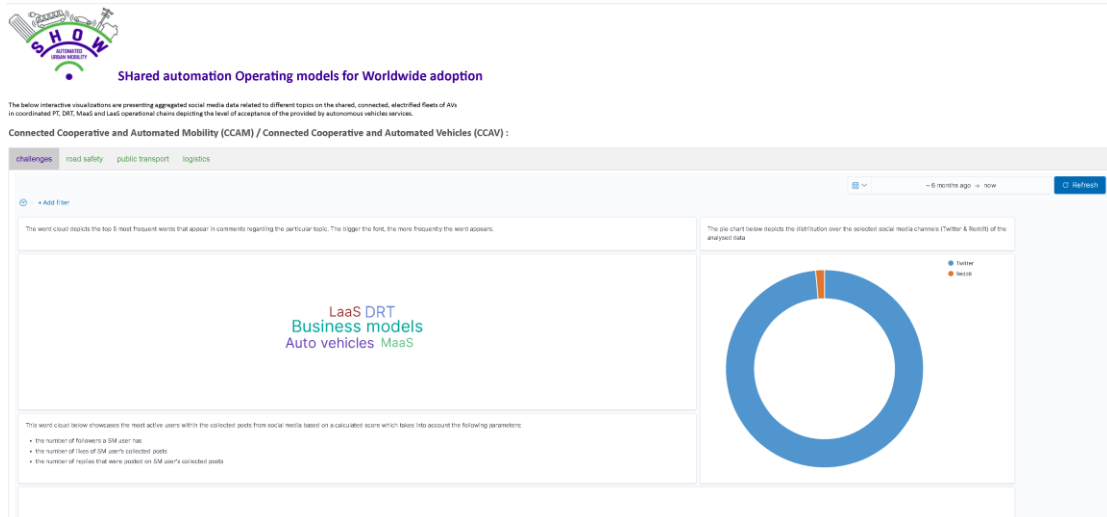 SHOW
AUTOMATED
URBAN MOBILITY
SHared automation Operating models for Worldwide adoption
The below interactive visualizations are presenting aggregated social media data related to different topics on the shared, connected, electrified fleets of AVs
in coordinated PT, DRT, MaaS and LaaS operational chains depicting the level of acceptance of the provided by autonomous vehicles services.
Connected Cooperative and Automated Mobility (CCAM) / Connected Cooperative and Automated Vehicles (CCAV) :
challenges road safety public transport logistics
~ 6 months ago → now Refresh
+ Add filter
The word cloud depicts the top 5 most frequent words that appear in comments regarding the particular topic. The bigger the font, the more frequently the word appears.
The pie chart below depicts the distribution over the selected social media channels (Twitter & Reddit) of the
analysed data
Twitter
Reddit
LaaS DRT
Business models
Auto vehicles MaaS
This word cloud below showcases the most active users within the collected posts from social media based on a calculated score which takes into account the following parameters:
• the number of followers a SM user has
• the number of likes of SM user's collected posts
• the number of replies that were posted on SM user's collected posts